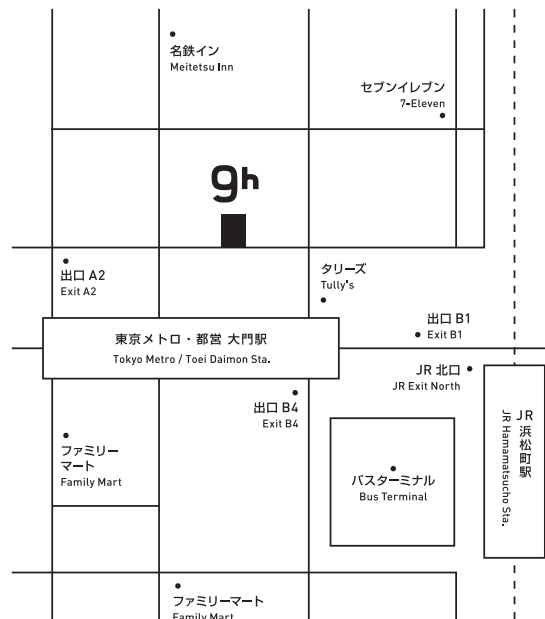 名鉄イン
Meitetsu Inn
セブンイレブン
7-Eleven
9h
出口 A2
Exit A2
タリーズ
Tully's
出口 B1
Exit B1
東京メトロ・都営 大門駅
Tokyo Metro / Toei Daimon Sta.
JR 北口
JR Exit North
出口 B4
Exit B4
JR 浜松町駅
JR Hamamatsucho Sta.
ファミリー
マート
Family Mart
バスターミナル
Bus Terminal
ファミリーマート
Family Mart